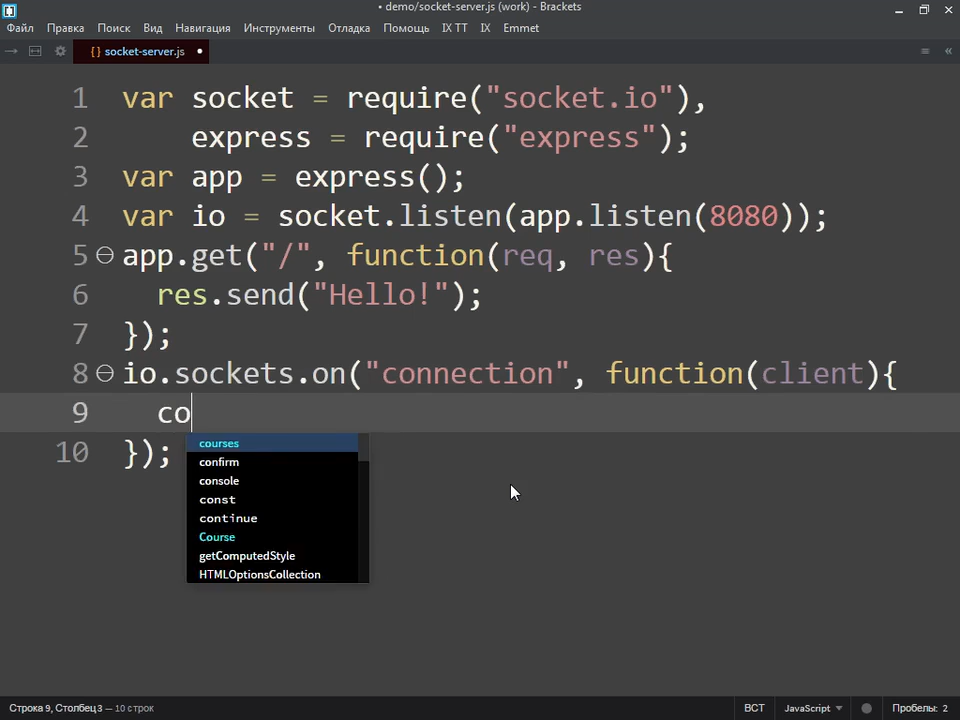 • demo/socket-server.js (work) - Brackets
Файл Правка Поиск Вид Навигация Инструменты Отладка Помощь IX TT IX Emmet
{} socket-server.js •
1 var socket = require("socket.io"),
2 express = require("express");
3 var app = express();
4 var io = socket.listen(app.listen(8080));
5 app.get("/", function(req, res){
6 res.send("Hello!");
7 });
8 io.sockets.on("connection", function(client){
9 co
10 });
courses
confirm
console
const
continue
Course
getComputedStyle
HTMLOptionsCollection
Строка 9, Столбец 3 — 10 строк ВСТ JavaScript Пробелы: 2